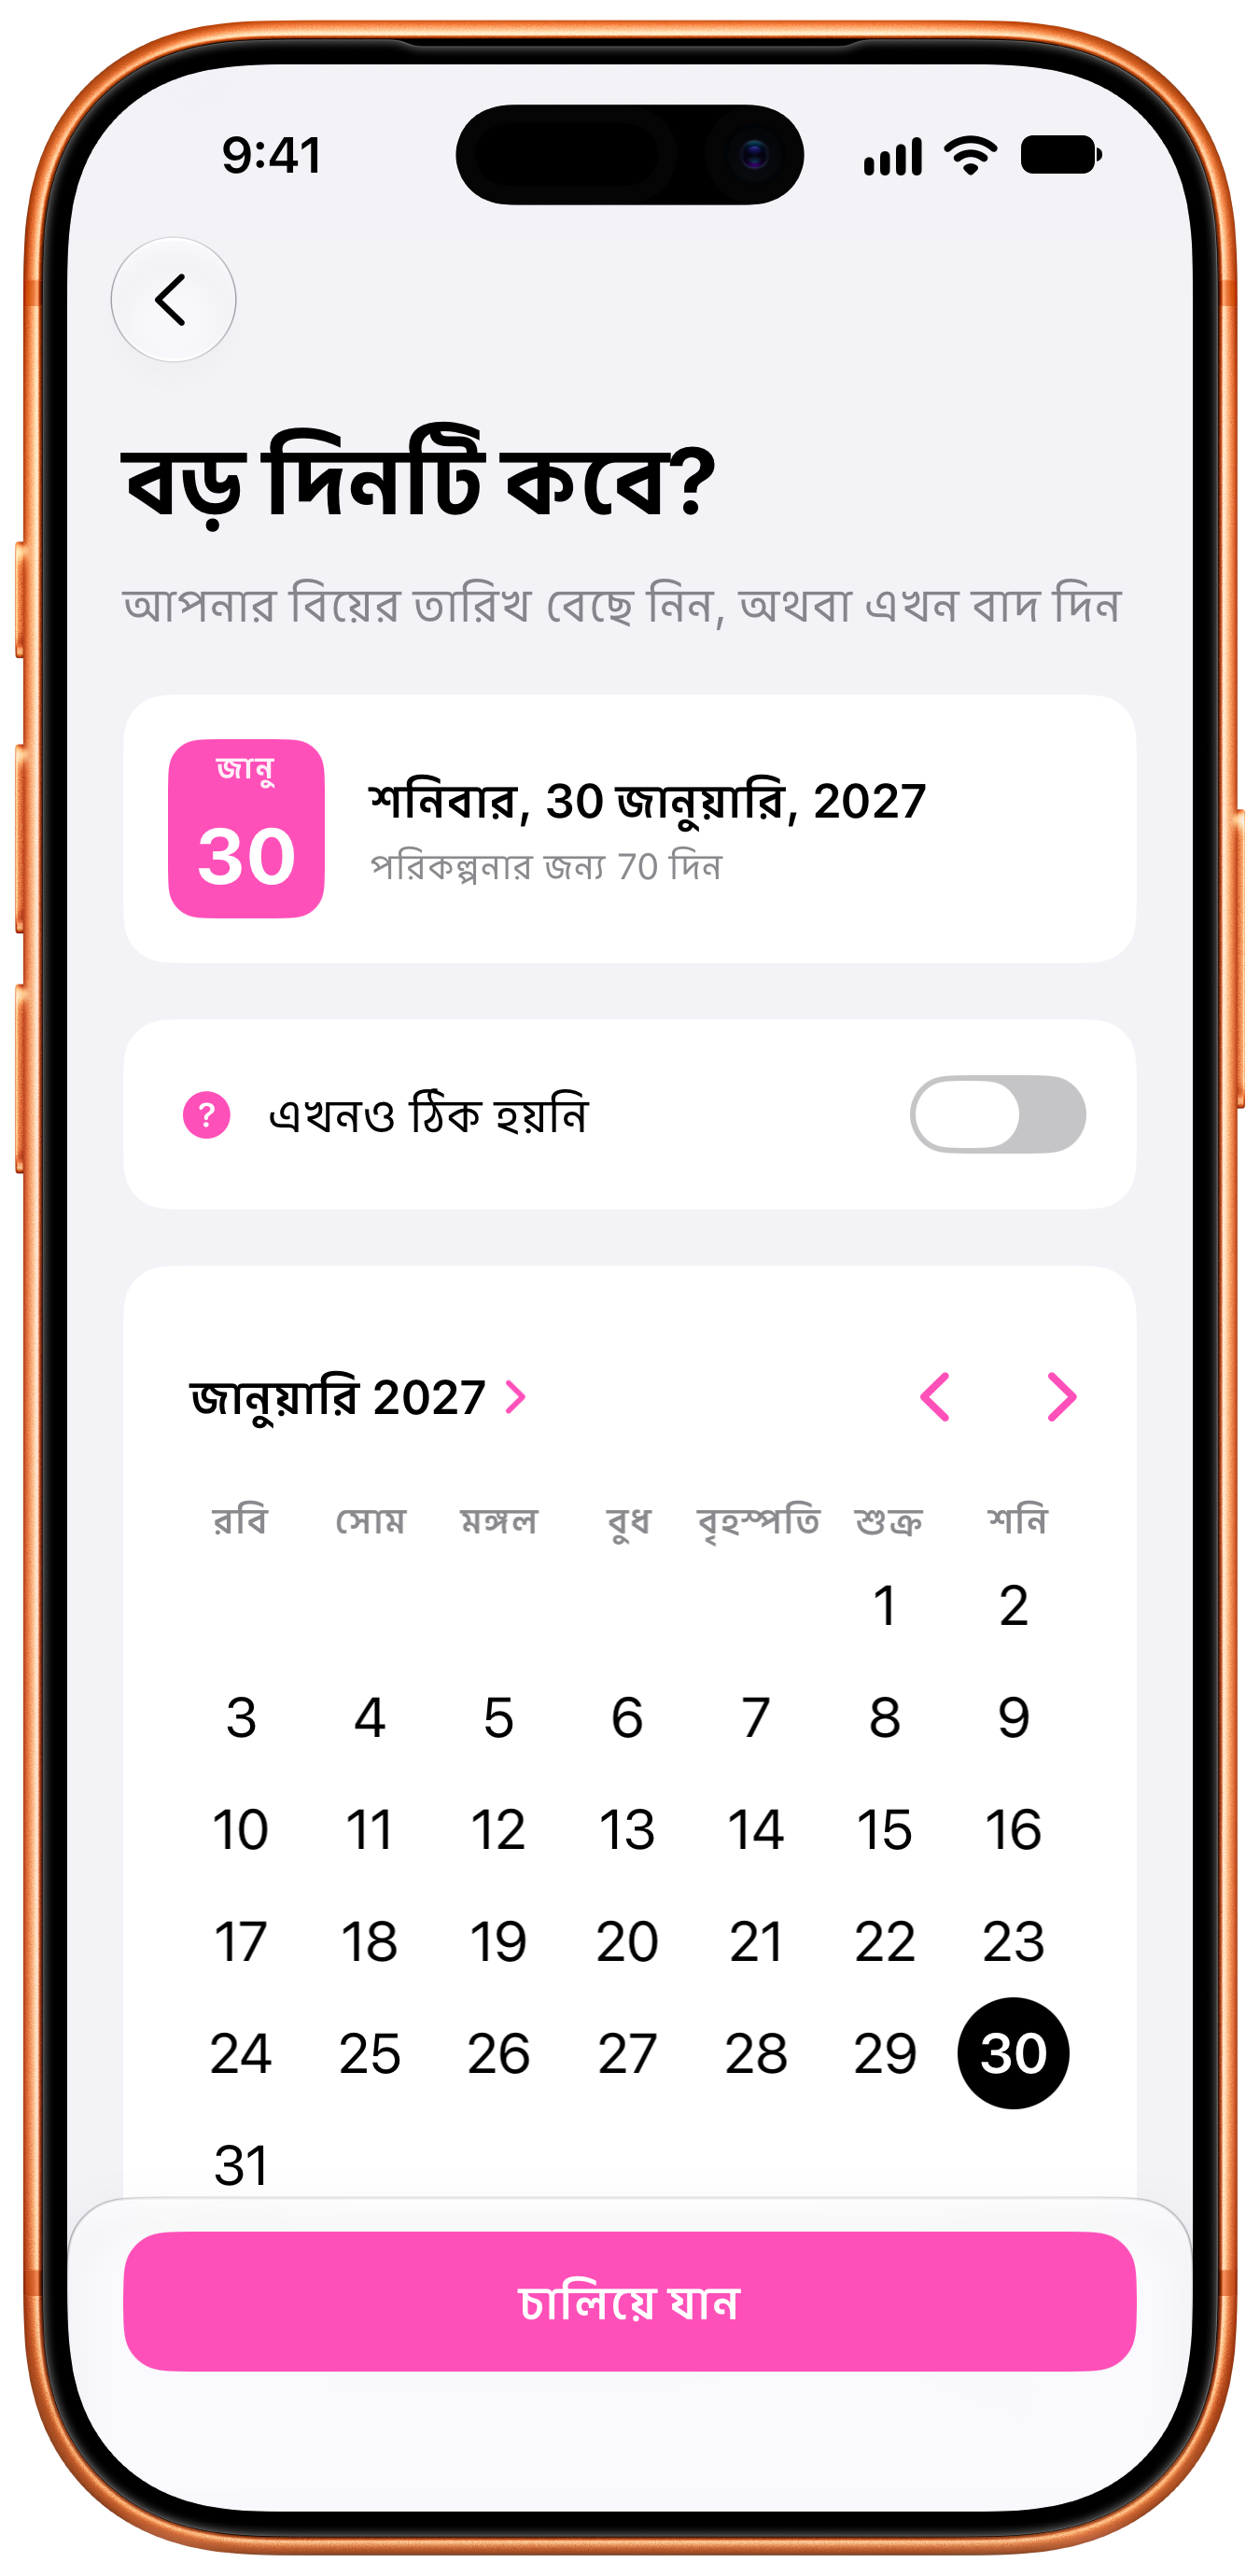 9:41
বড় দিনটি কবে?
আপনার বিয়ের তারিখ বেছে নিন, অথবা এখন বাদ দিন
জানু
30
শনিবার, 30 জানুয়ারি, 2027
পরিকল্পনার জন্য 70 দিন
? এখনও ঠিক হয়নি
জানুয়ারি 2027
রবি সোম মঙ্গল বুধ বৃহস্পতি শুক্র শনি
1 2
3 4 5 6 7 8 9
10 11 12 13 14 15 16
17 18 19 20 21 22 23
24 25 26 27 28 29 30
31
চালিয়ে যান